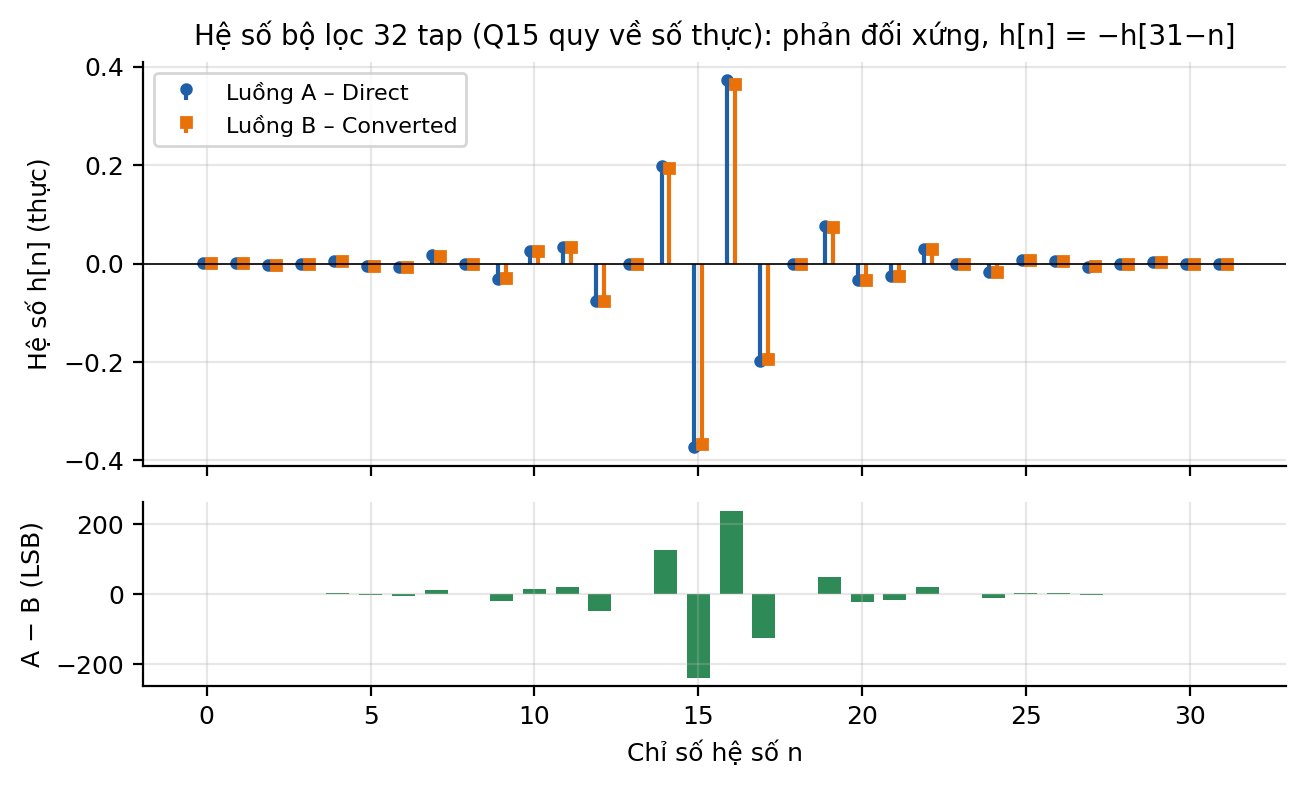 Hệ số bộ lọc 32 tap (Q15 quy về số thực): phản đối xứng, h[n] = −h[31−n]
Luồng A – Direct
Luồng B – Converted
Hệ số h[n] (thực)
0.4
0.2
0.0
−0.2
−0.4
A − B (LSB)
200
0
−200
0 5 10 15 20 25 30
Chỉ số hệ số n